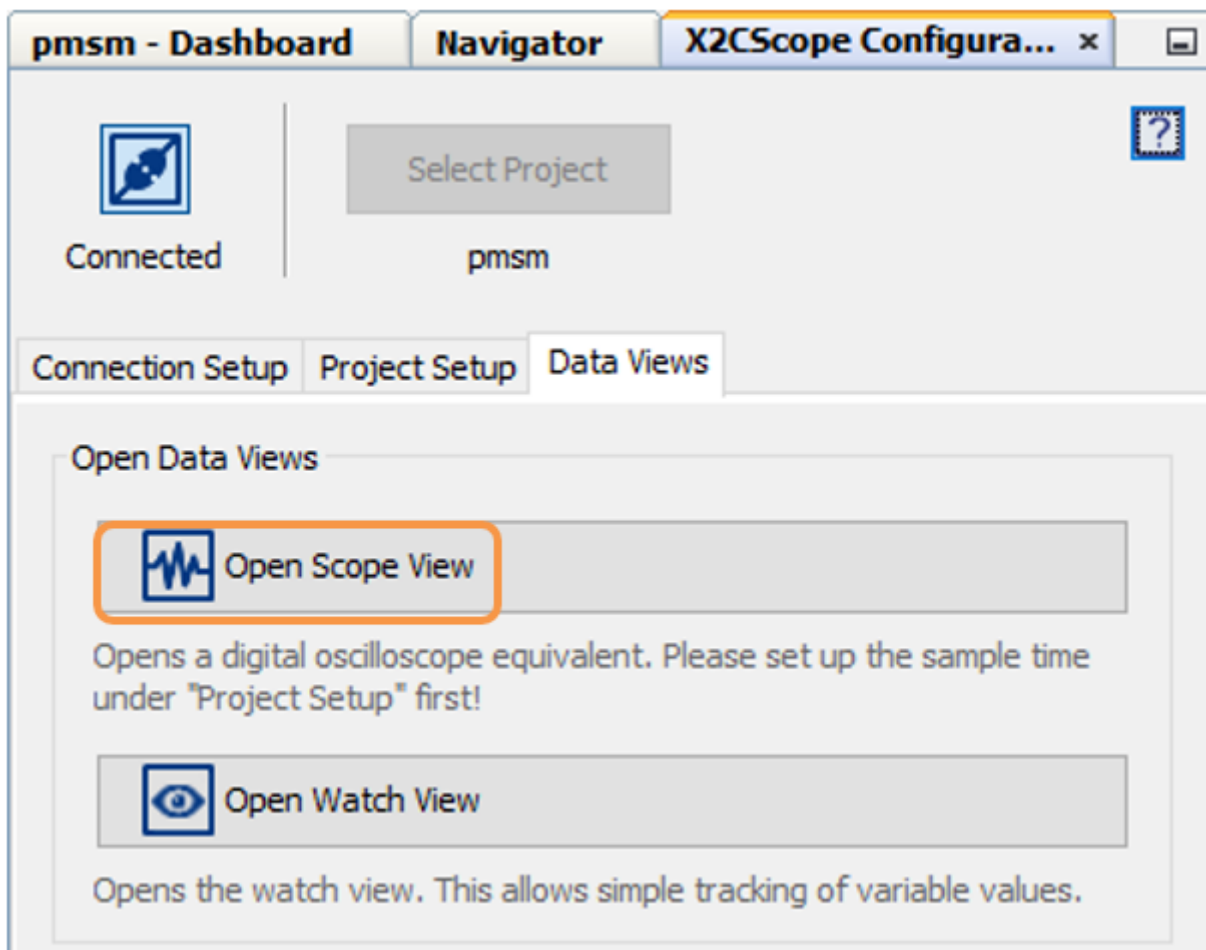 pmsm - Dashboard
Navigator
X2CScope Configura... ×
?
Select Project
Connected
pmsm
Connection Setup
Project Setup
Data Views
Open Data Views
Open Scope View
Opens a digital oscilloscope equivalent. Please set up the sample time
under "Project Setup" first!
Open Watch View
Opens the watch view. This allows simple tracking of variable values.